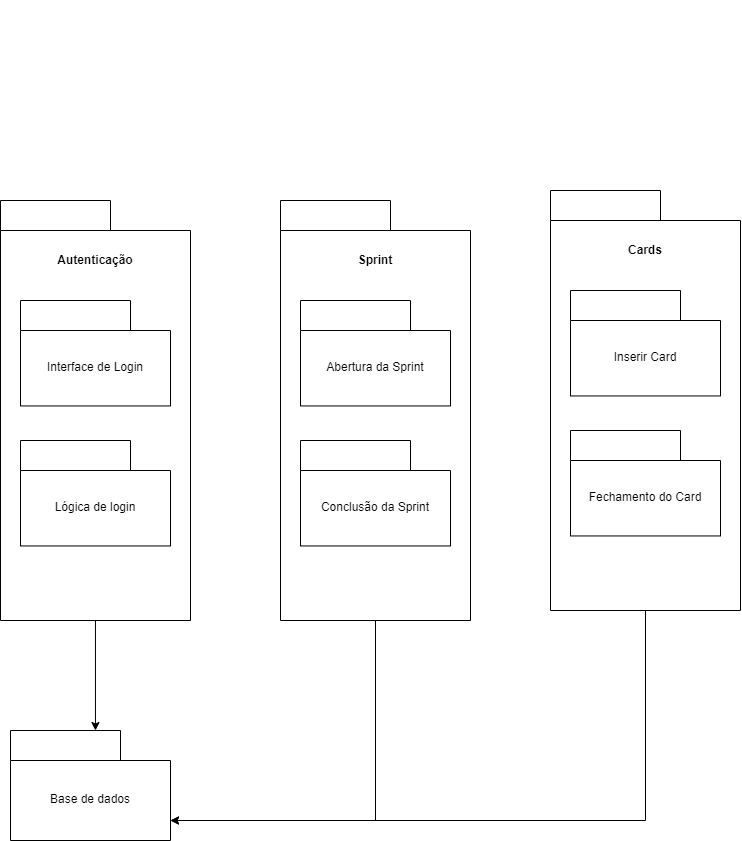 Autenticação
Interface de Login
Lógica de login
Sprint
Abertura da Sprint
Conclusão da Sprint
Cards
Inserir Card
Fechamento do Card
Base de dados